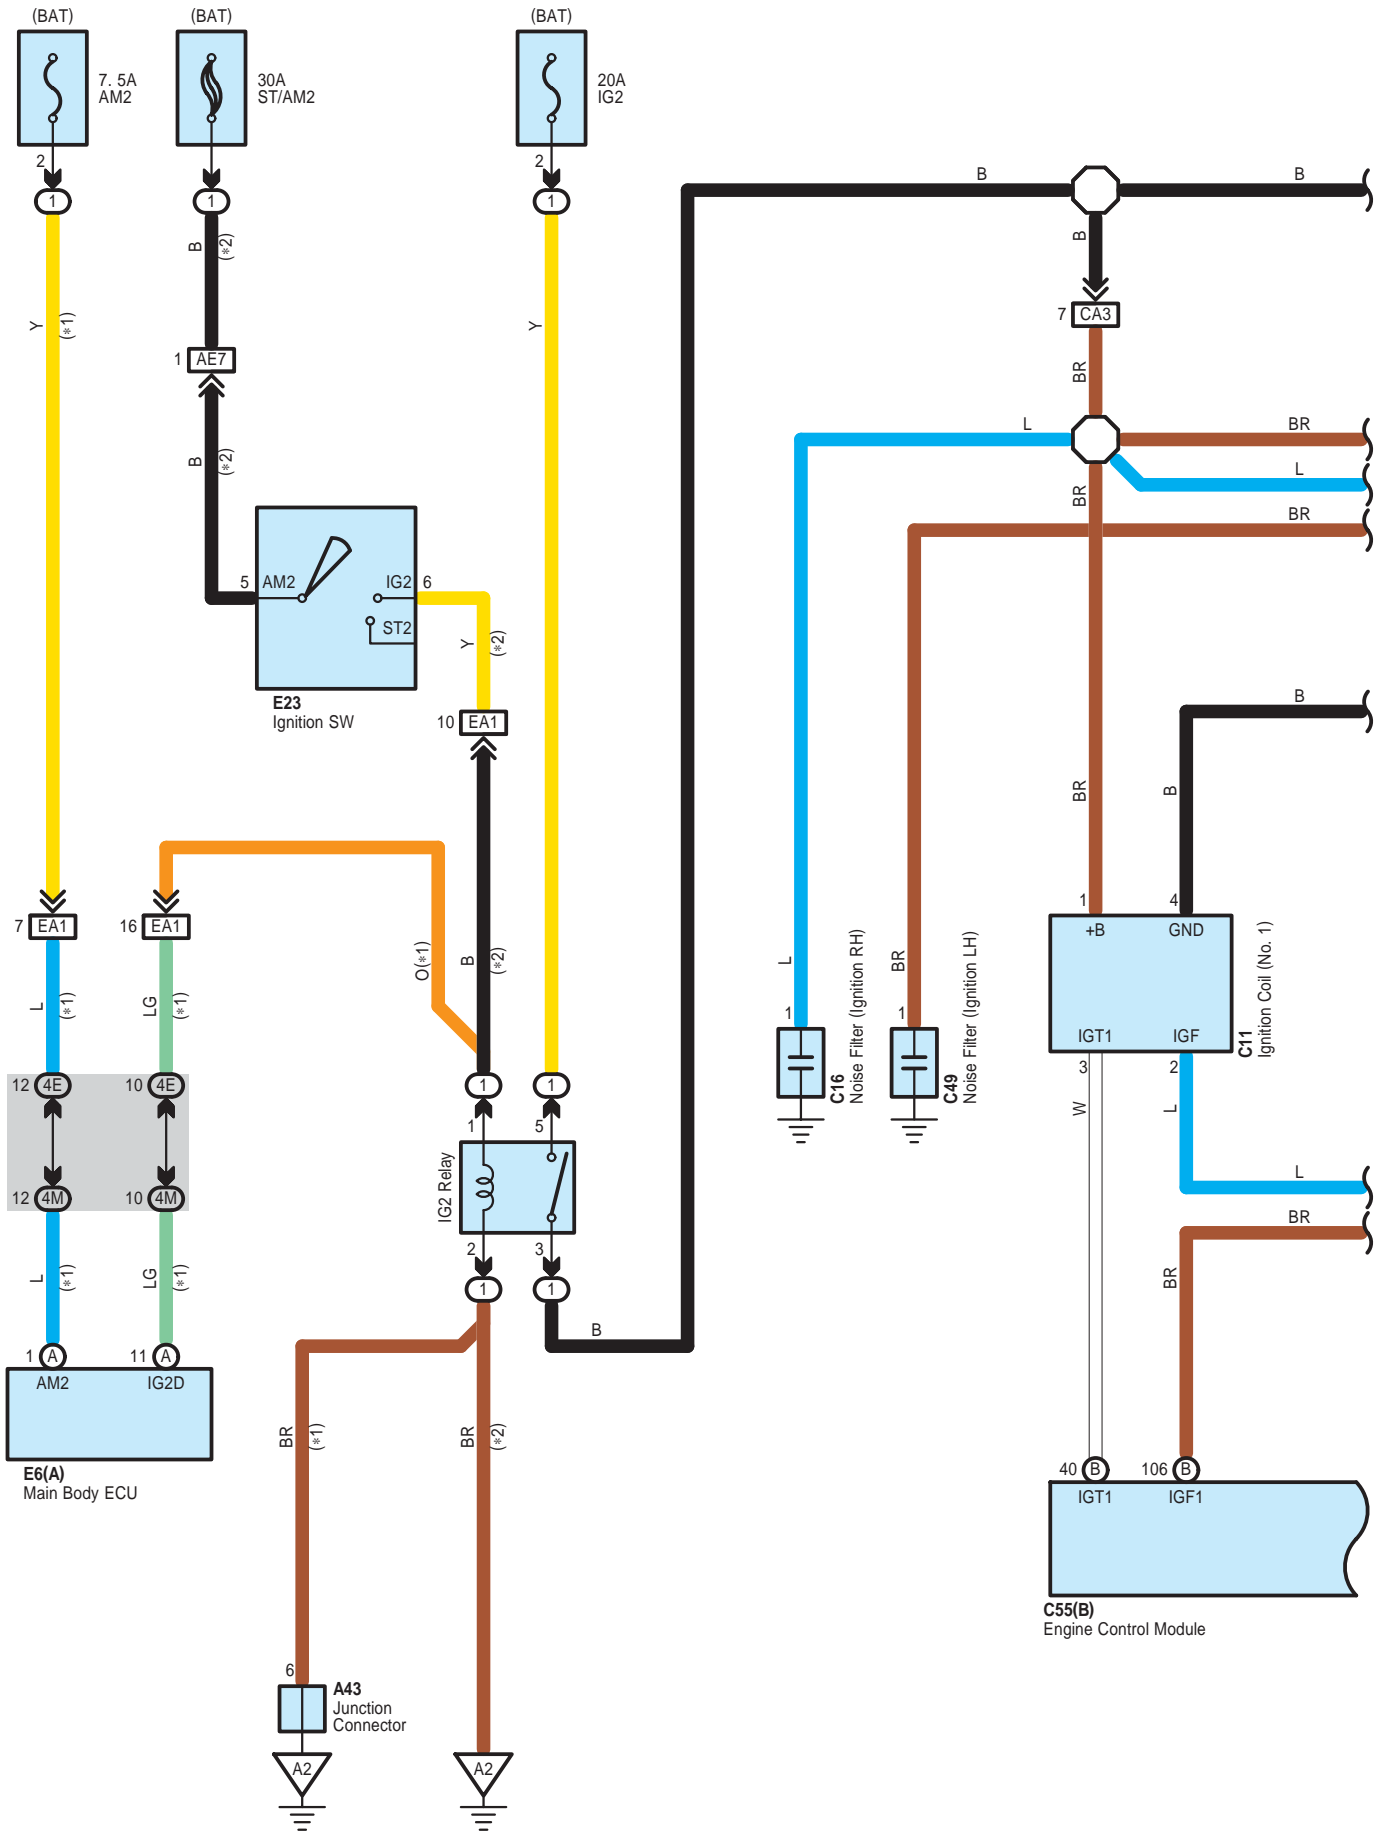 (BAT) (BAT) (BAT)
7. 5A
AM2
30A
ST/AM2
20A
IG2
2 2
1 1 1
B B
B (*2) B
Y (*1) Y
7 CA3
1 AE7
BR
B (*2)
L BR
BR L
BR
5 AM2 IG2 6
ST2
Y (*2)
E23
Ignition SW
10 EA1
B
BR B
1 4
+B GND
7 EA1 16 EA1
O(*1) B (*2)
L (*1) LG (*1)
L BR
1 1
C16
Noise Filter (Ignition RH)
C49
Noise Filter (Ignition LH)
IGT1 IGF
C11
Ignition Coil (No. 1)
3 2
12 4E 10 4E
1 1
W L
1 5
IG2 Relay
L
12 4M 10 4M
BR
2 3
L (*1) LG (*1)
1 1
BR
B
1 A 11 A
AM2 IG2D
BR (*1) BR (*2)
E6(A)
Main Body ECU
40 B 106 B
IGT1 IGF1
C55(B)
Engine Control Module
6
A43
Junction
Connector
A2 A2